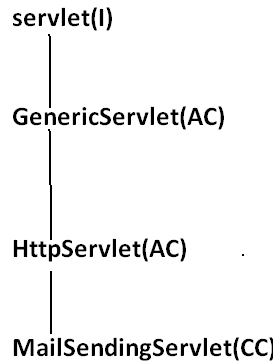 servlet(I)
GenericServlet(AC)
HttpServlet(AC)
MailSendingServlet(CC)